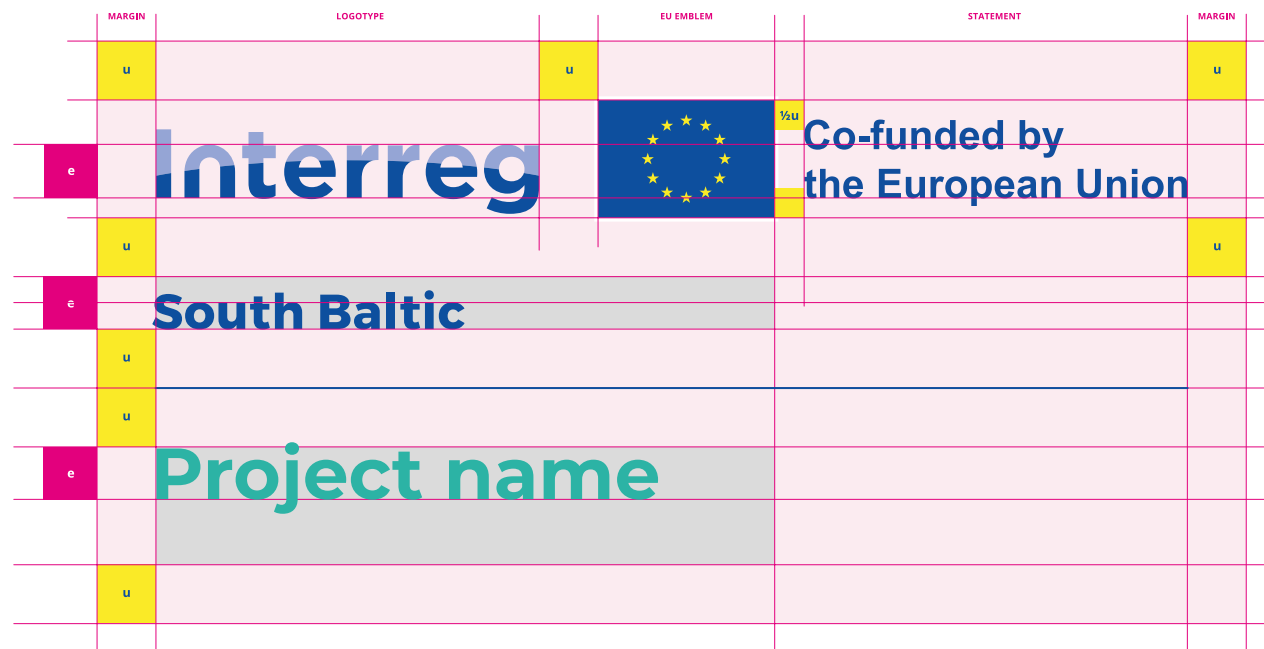 MARGIN LOGOTYPE EU EMBLEM STATEMENT MARGIN
u u u
½u
Interreg Co-funded by
the European Union
e
u u
e
South Baltic
u
u
e
Project name
u